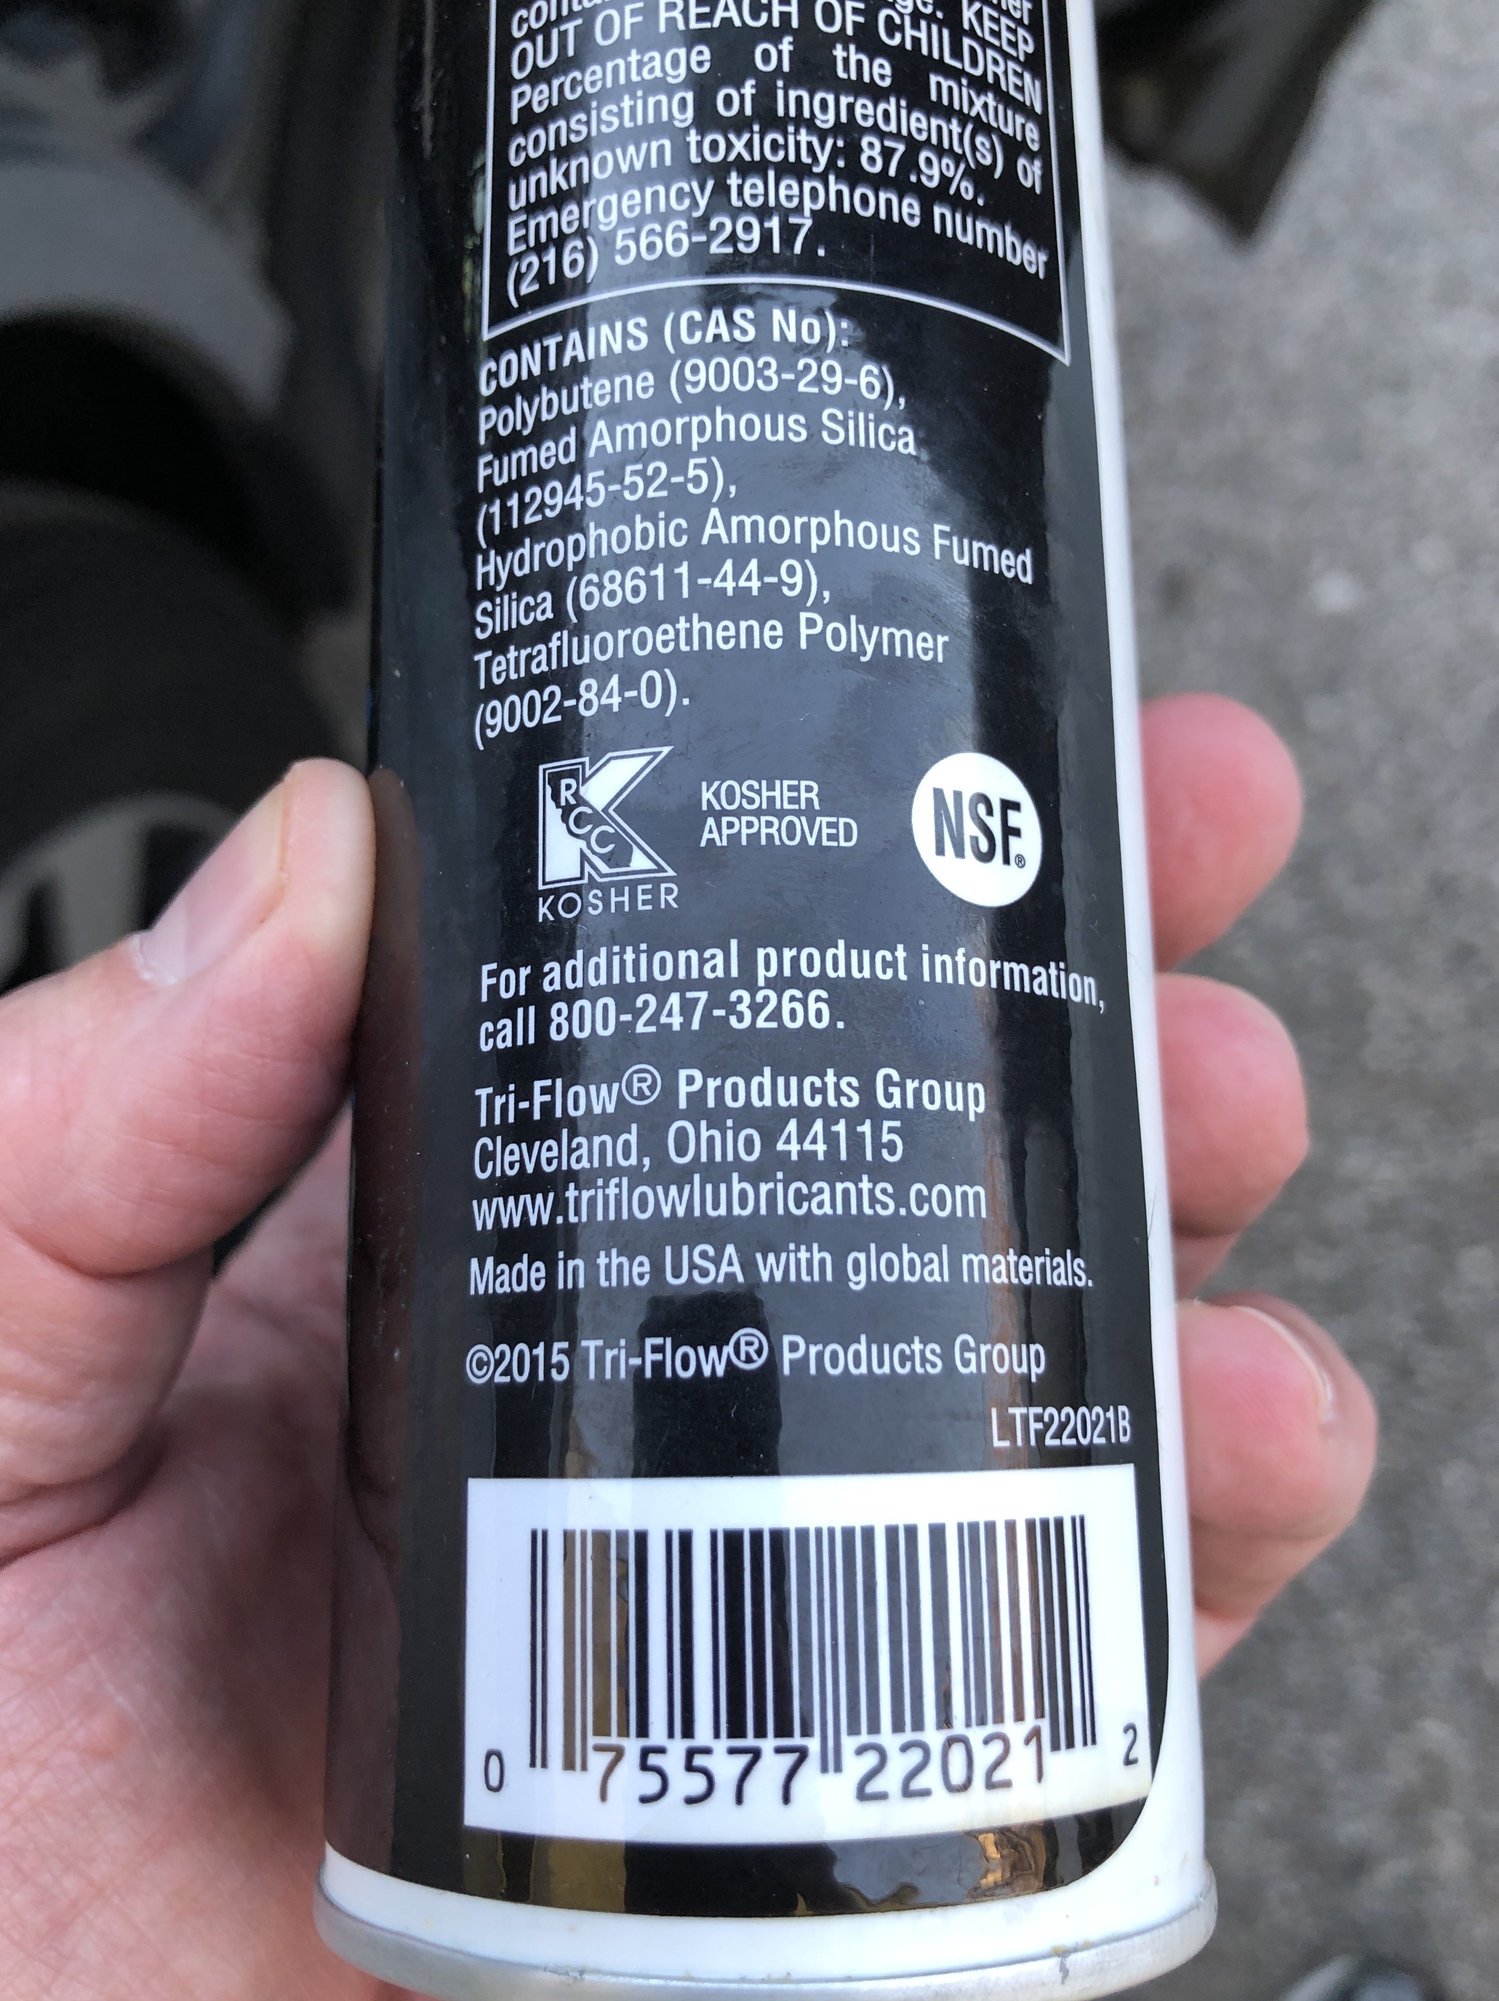 KEEP
OUT OF REACH OF CHILDREN
Percentage of the mixture
consisting of ingredient(s) of
unknown toxicity: 87.9%.
Emergency telephone number
(216) 566-2917.
CONTAINS (CAS No):
Polybutene (9003-29-6),
Fumed Amorphous Silica
(112945-52-5),
Hydrophobic Amorphous Fumed
Silica (68611-44-9),
Tetrafluoroethene Polymer
(9002-84-0).
K
RCC
KOSHER
KOSHER
APPROVED
NSF®
For additional product information,
call 800-247-3266.
Tri-Flow® Products Group
Cleveland, Ohio 44115
www.triflowlubricants.com
Made in the USA with global materials.
©2015 Tri-Flow® Products Group
LTF22021B
0 75577 22021 2